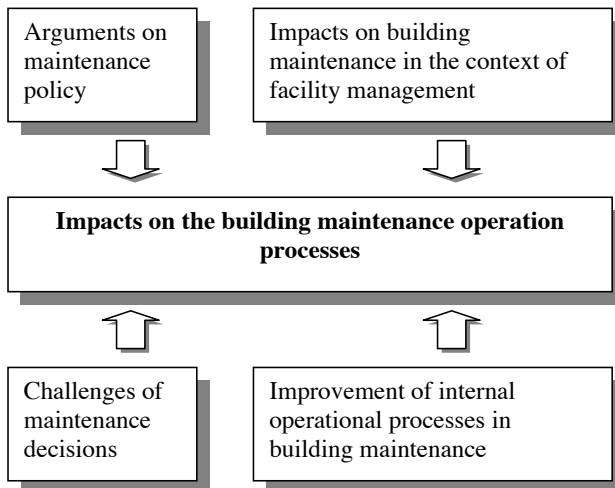 Arguments on
maintenance
policy
Impacts on building
maintenance in the context of
facility management
Impacts on the building maintenance operation
processes
Challenges of
maintenance
decisions
Improvement of internal
operational processes in
building maintenance